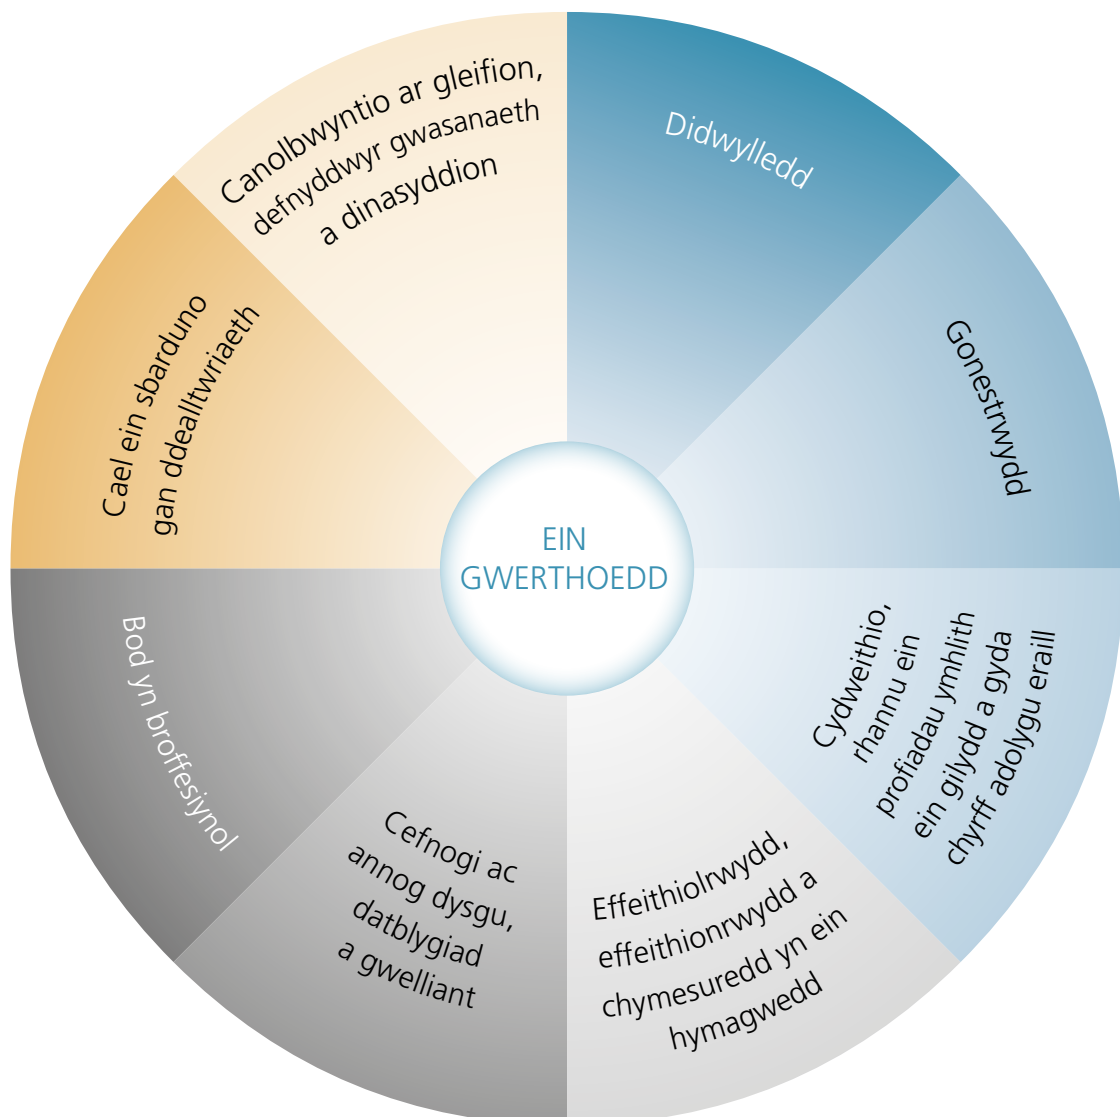 EIN
GWERTHOEDD
Didwylledd
Gonestrwydd
Cydweithio,
rhannu ein
profiadau ymhlith
ein gilydd a gyda
chyrff adolygu eraill
Effeithiolrwydd,
effeithionrwydd a
chymesuredd yn ein
hymagwedd
Cefnogi ac
annog dysgu,
datblygiad
a gwelliant
Bod yn broffesiynol
Cael ein sbarduno
gan ddealltwriaeth
Canolbwyntio ar gleifion,
defnyddwyr gwasanaeth
a dinasyddion